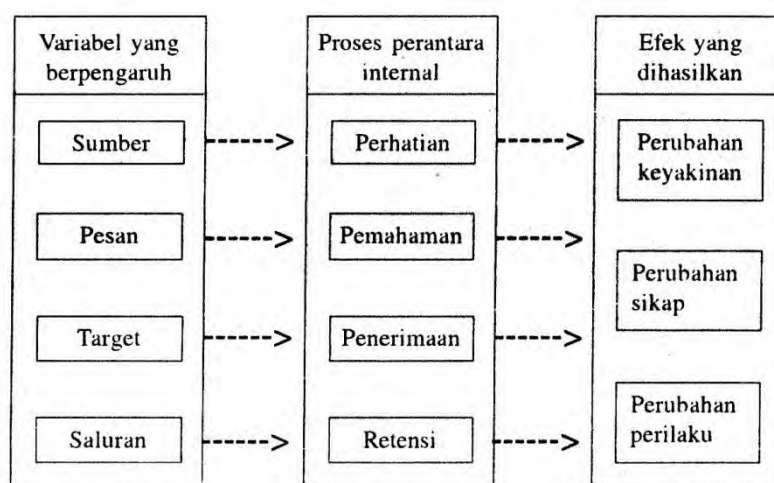 Variabel yang
berpengaruh
Proses perantara
internal
Efek yang
dihasilkan
Sumber
Perhatian
Perubahan
keyakinan
Pesan
Pemahaman
Perubahan
sikap
Target
Penerimaan
Perubahan
perilaku
Saluran
Retensi